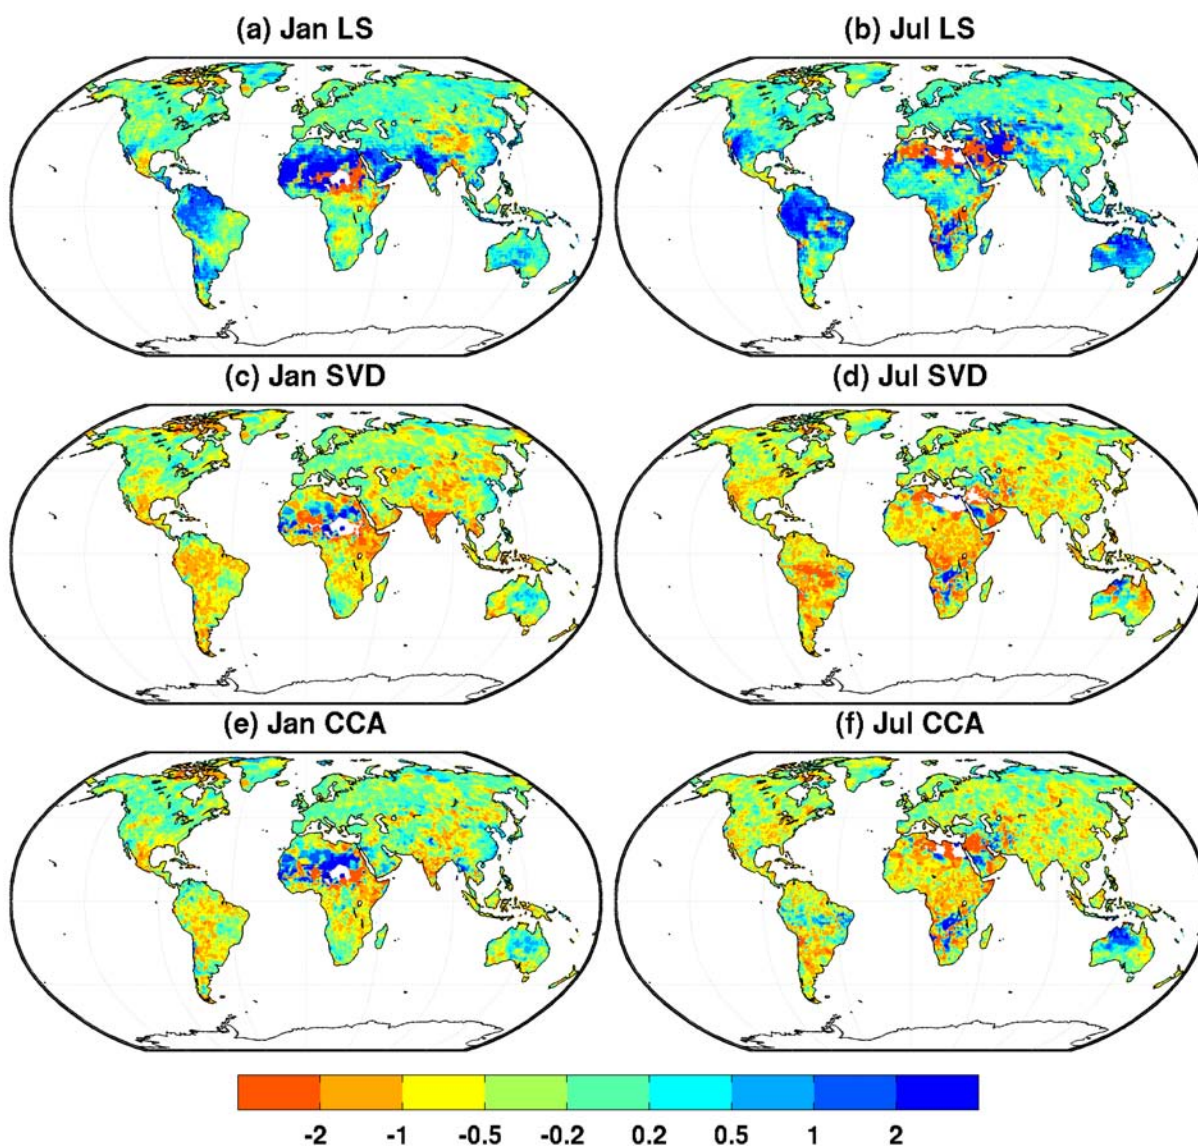 (a) Jan LS
(b) Jul LS
(c) Jan SVD
(d) Jul SVD
(e) Jan CCA
(f) Jul CCA
-2 -1 -0.5 -0.2 0.2 0.5 1 2